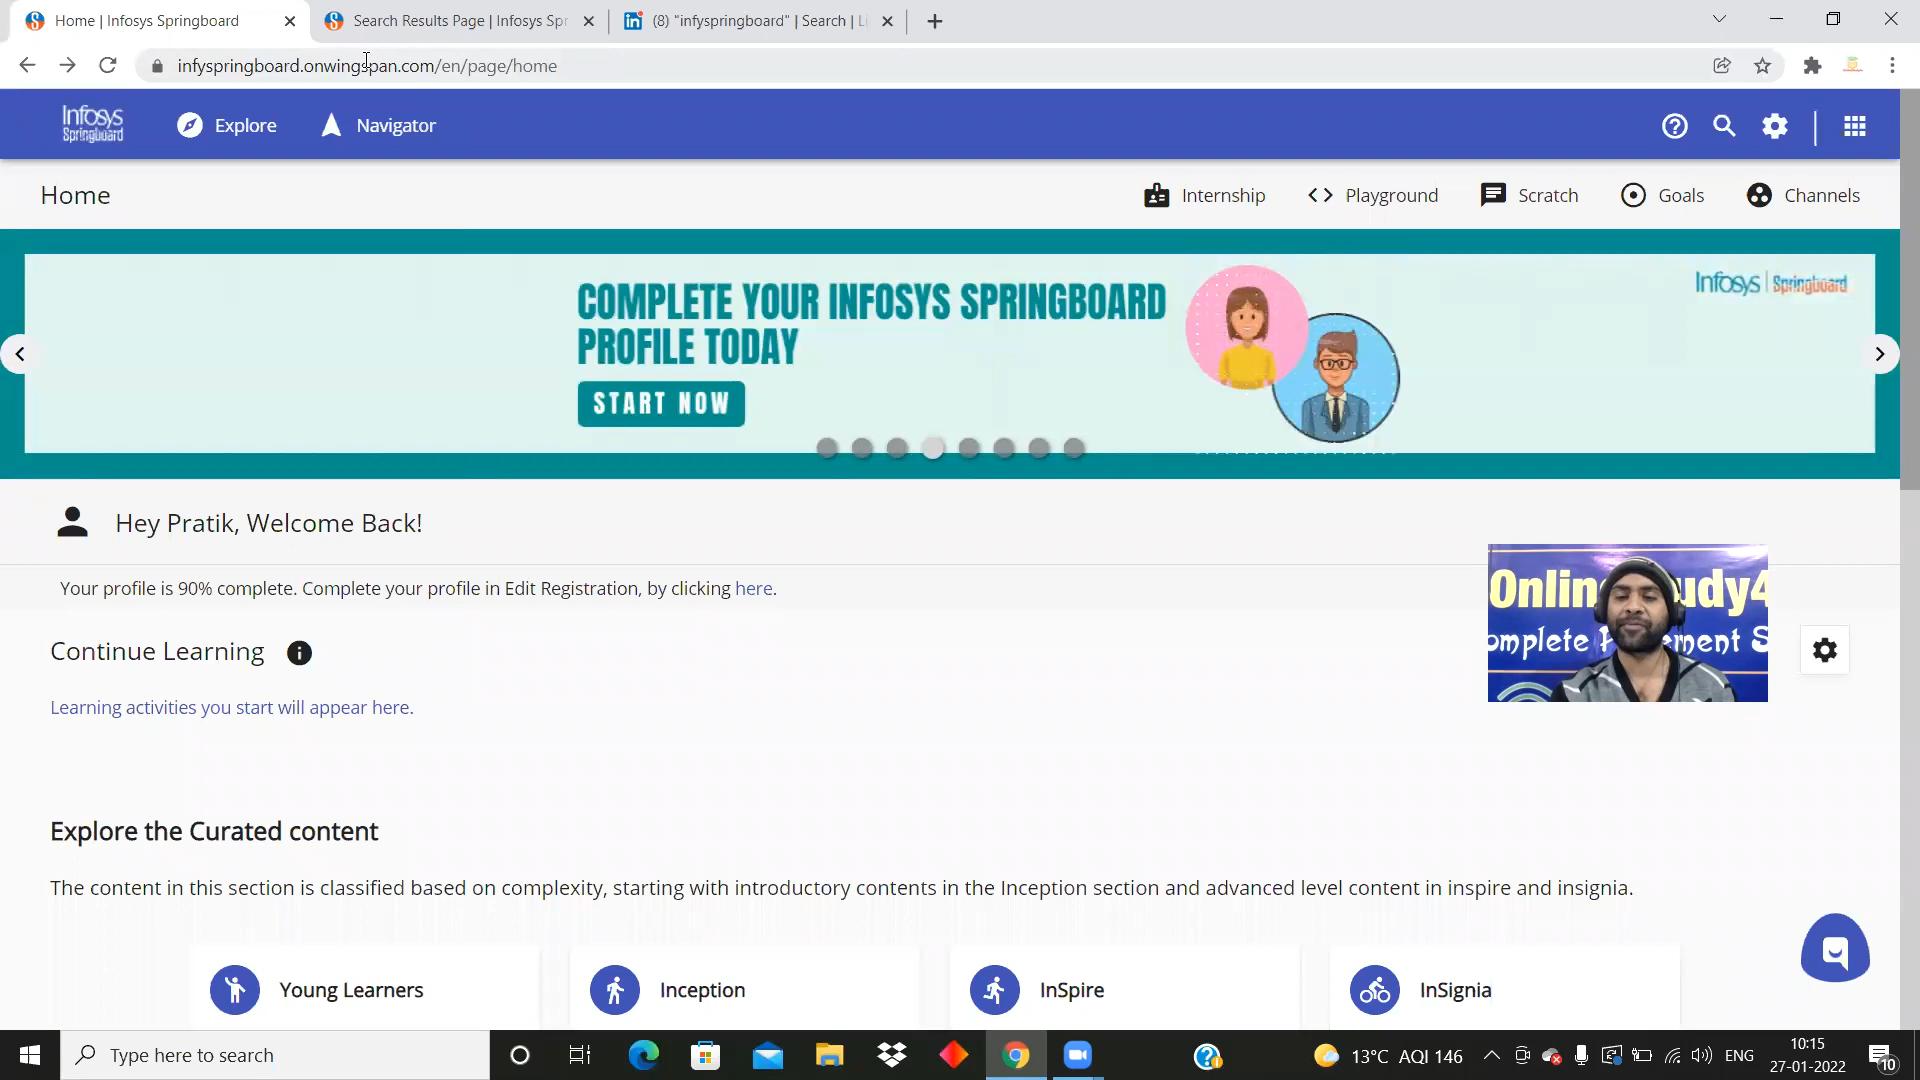 Home | Infosys Springboard
Search Results Page | Infosys Spr
(8) "infyspringboard" | Search | Li
infyspringboard.onwingspan.com/en/page/home
Infosys
Springboard
Explore
Navigator
Home
Internship
Playground
Scratch
Goals
Channels
COMPLETE YOUR INFOSYS SPRINGBOARD
PROFILE TODAY
START NOW
Infosys | Springboard
Hey Pratik, Welcome Back!
Your profile is 90% complete. Complete your profile in Edit Registration, by clicking here.
Continue Learning
Learning activities you start will appear here.
Explore the Curated content
The content in this section is classified based on complexity, starting with introductory contents in the Inception section and advanced level content in inspire and insignia.
Young Learners
Inception
InSpire
InSignia
Type here to search
13°C AQI 146
ENG
10:15
27-01-2022
10